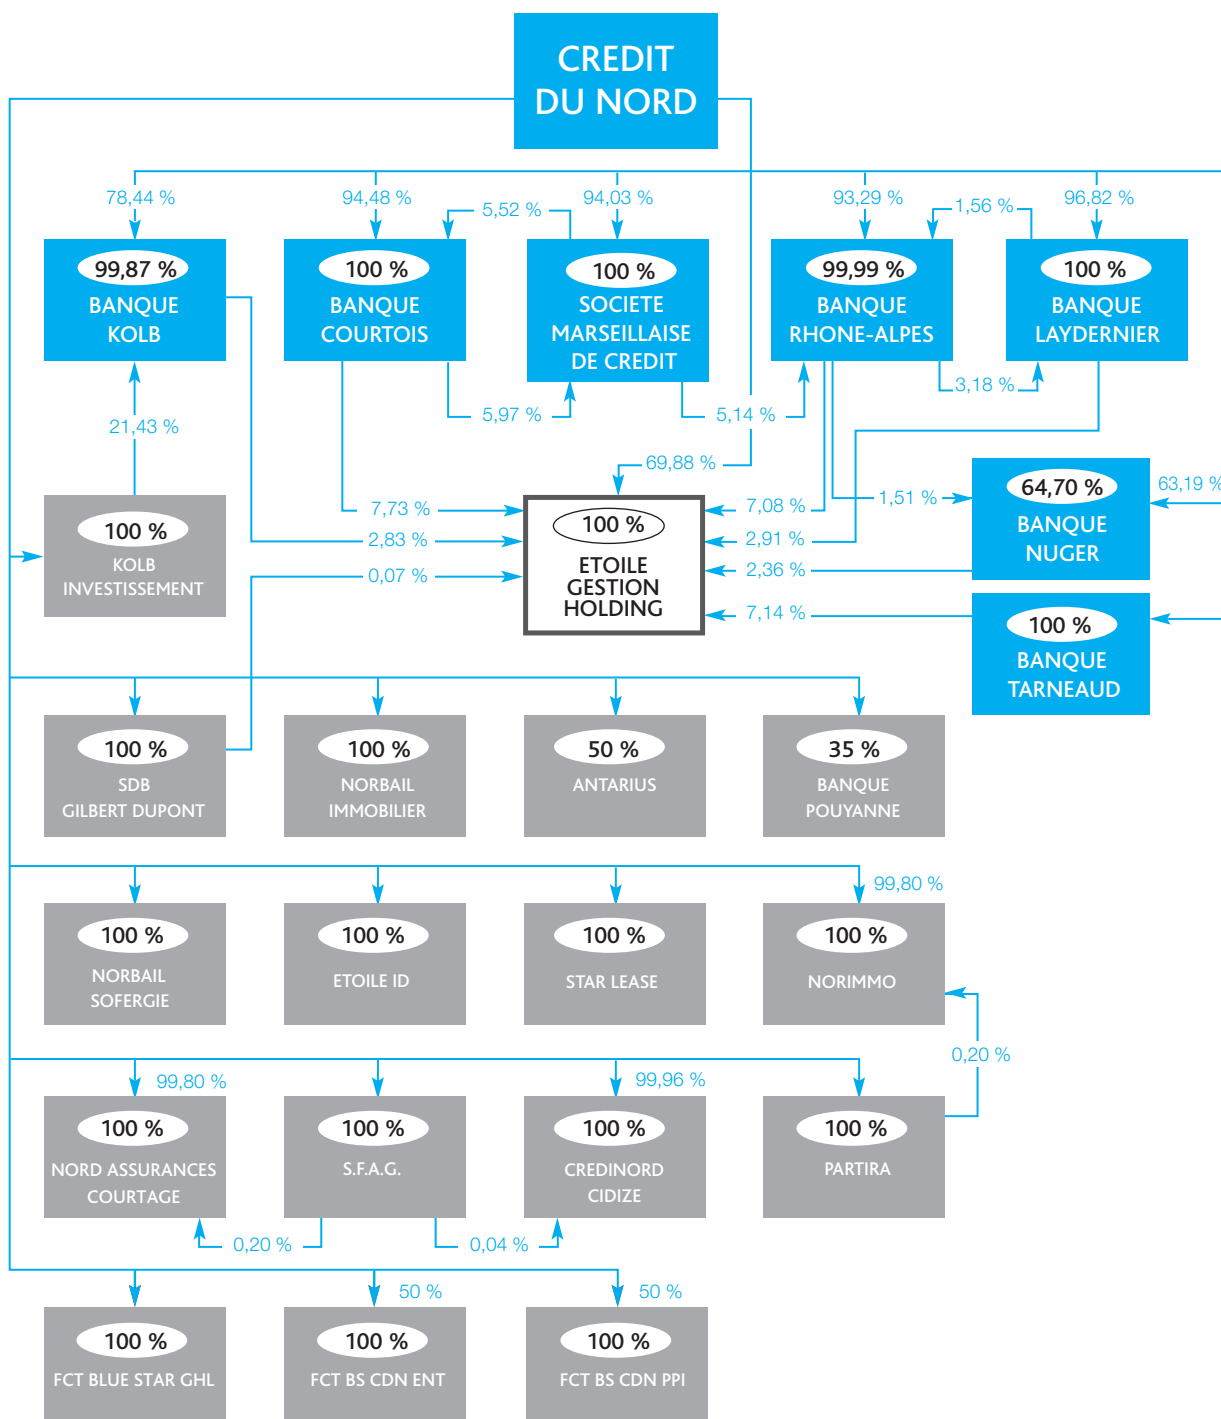 CREDIT
DU NORD
78,44 %
94,48 %
5,52 %
94,03 %
93,29 %
1,56 %
96,82 %
99,87 %
BANQUE
KOLB
100 %
BANQUE
COURTOIS
100 %
SOCIETE
MARSEILLAISE
DE CREDIT
99,99 %
BANQUE
RHONE-ALPES
100 %
BANQUE
LAYDERNIER
21,43 %
5,97 %
5,14 %
3,18 %
69,88 %
100 %
KOLB
INVESTISSEMENT
7,73 %
2,83 %
0,07 %
100 %
ETOILE
GESTION
HOLDING
7,08 %
2,91 %
2,36 %
7,14 %
1,51 %
64,70 %
BANQUE
NUGER
63,19 %
100 %
BANQUE
TARNEAUD
100 %
SDB
GILBERT DUPONT
100 %
NORBAIL
IMMOBILIER
50 %
ANTARIUS
35 %
BANQUE
POUYANNE
99,80 %
100 %
NORBAIL
SOFERGIE
100 %
ETOILE ID
100 %
STAR LEASE
100 %
NORIMMO
0,20 %
99,80 %
99,96 %
100 %
NORD ASSURANCES
COURTAGE
100 %
S.F.A.G.
100 %
CREDINORD
CIDIZE
100 %
PARTIRA
0,20 %
0,04 %
50 %
50 %
100 %
FCT BLUE STAR GHL
100 %
FCT BS CDN ENT
100 %
FCT BS CDN PPI